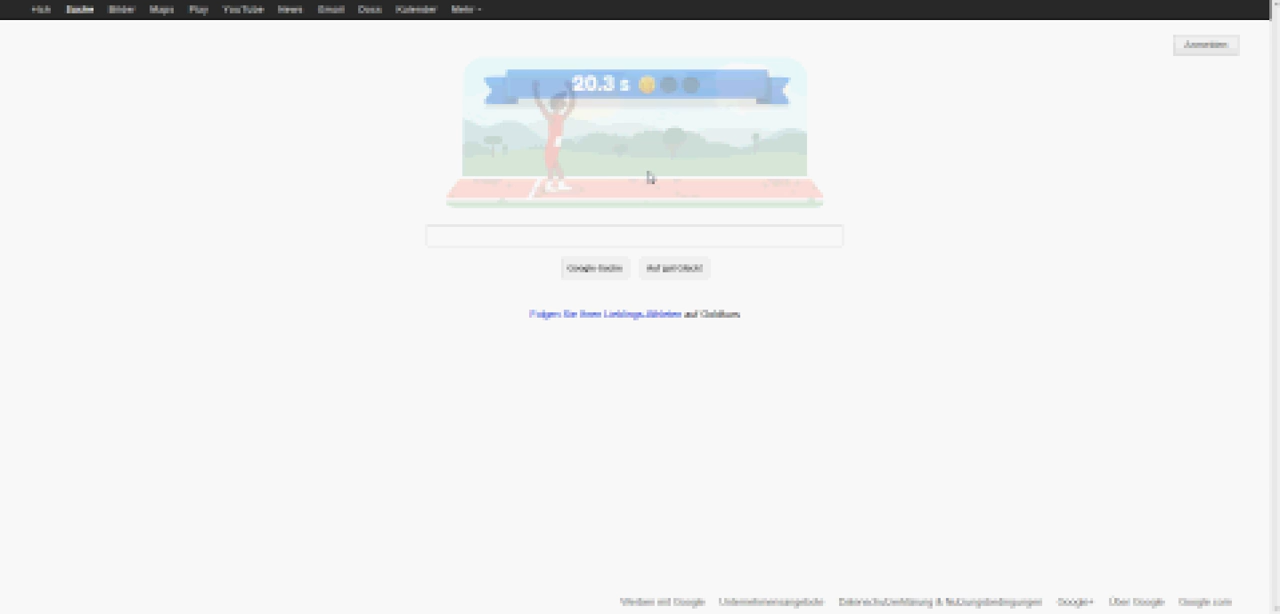 +Ich Suche Bilder Maps Play YouTube News Gmail Docs Kalender Mehr
Anmelden
20.3 s
Google-Suche Auf gut Glück!
Folgen Sie Ihren Lieblings-Athleten auf
Werben mit Google Unternehmensangebote Datenschutzerklärung & Nutzungsbedingungen Google+ Über Google Google.com